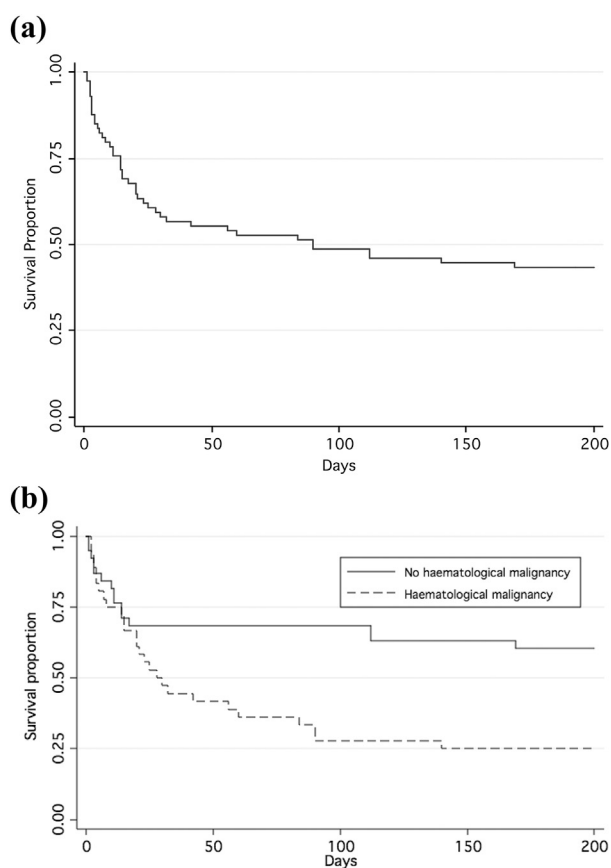 (a)
1.00
0.75
0.50
0.25
0.00
Survival Proportion
0 50 100 150 200
Days
(b)
1.00
0.75
0.50
0.25
0.00
Survival proportion
No haematological malignancy
Haematological malignancy
0 50 100 150 200
Days